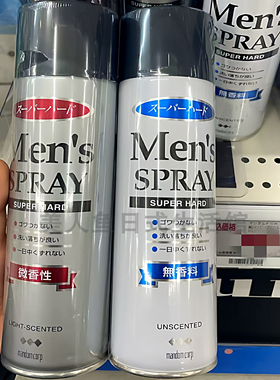 スーパーハード
Men's
SPRAY
SUPER HARD
ゴワつかない
洗い落ちが良い
一日中くずれない
微香性
LIGHT-SCENTED
mandom corp.
スーパーハード
Men's
SPRAY
SUPER HARD
ゴワつかない
洗い落ちが良い
一日中くずれない
無香料
UNSCENTED
mandom corp.
Men's
SPRAY
SUPER HARD
無香料